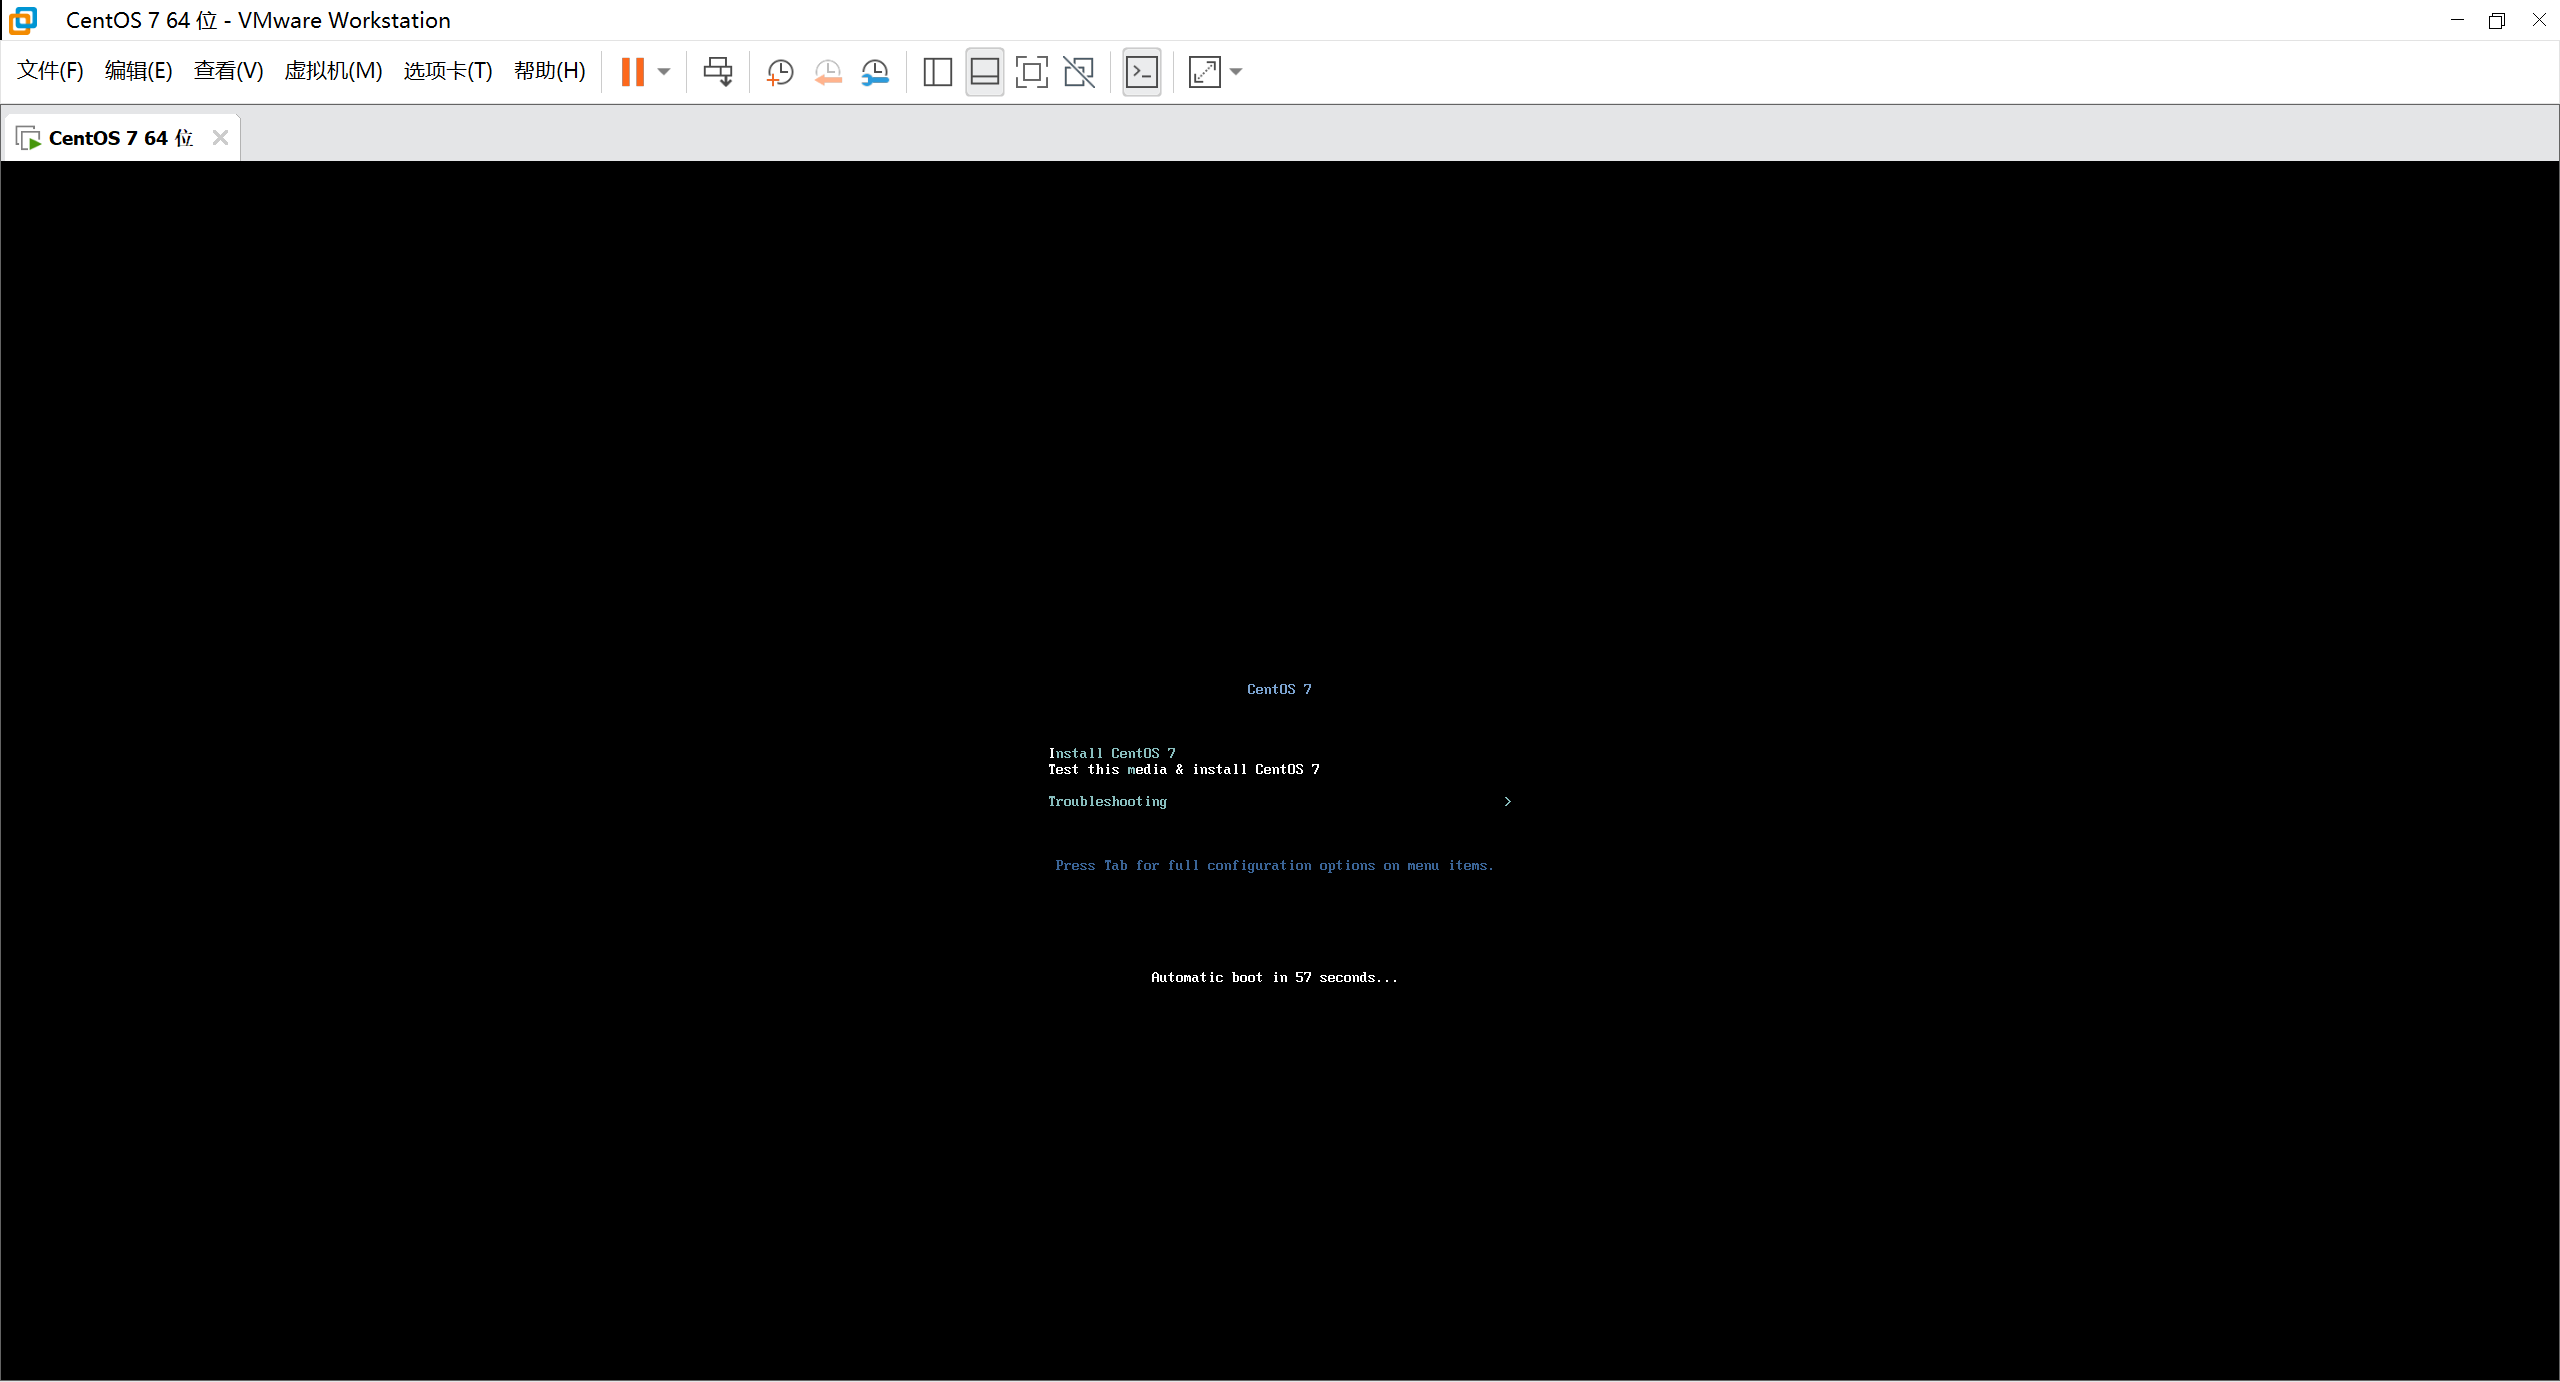 CentOS 7 64 位 - VMware Workstation
文件(F) 编辑(E) 查看(V) 虚拟机(M) 选项卡(T) 帮助(H)
CentOS 7 64 位
CentOS 7
Install CentOS 7
Test this media & install CentOS 7
Troubleshooting >
Press Tab for full configuration options on menu items.
Automatic boot in 57 seconds...